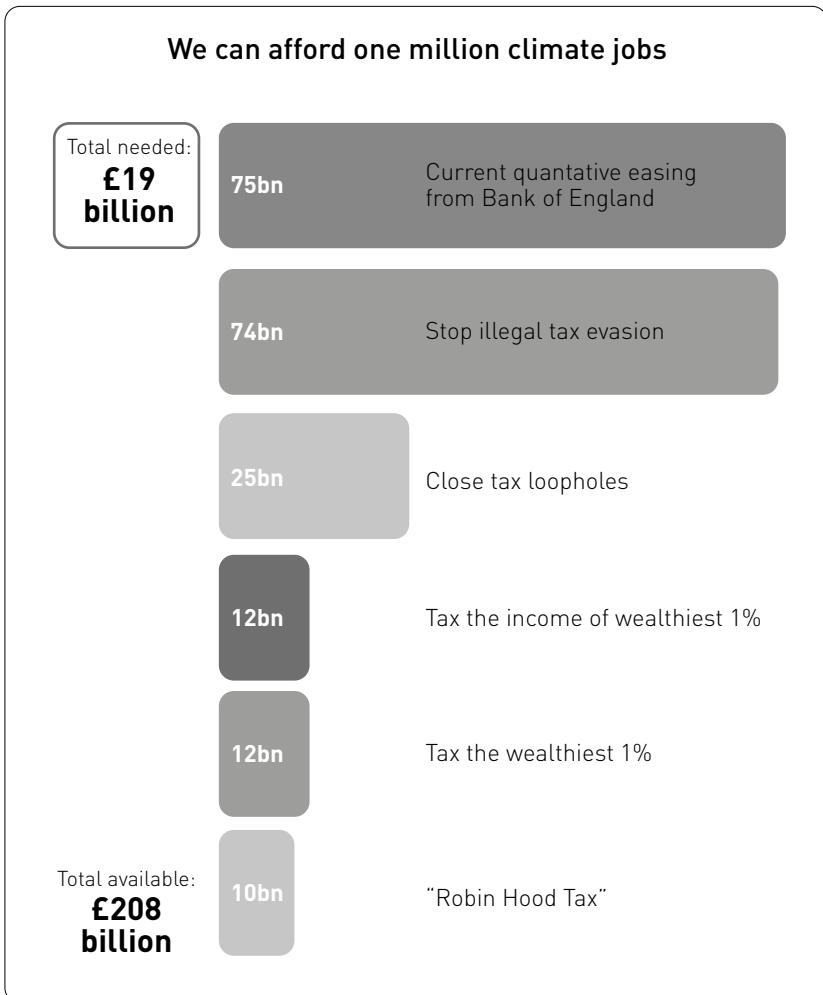 We can afford one million climate jobs
Total needed:
£19
billion
75bn
Current quantative easing
from Bank of England
74bn
Stop illegal tax evasion
25bn
Close tax loopholes
12bn
Tax the income of wealthiest 1%
12bn
Tax the wealthiest 1%
Total available:
£208
billion
10bn
“Robin Hood Tax”